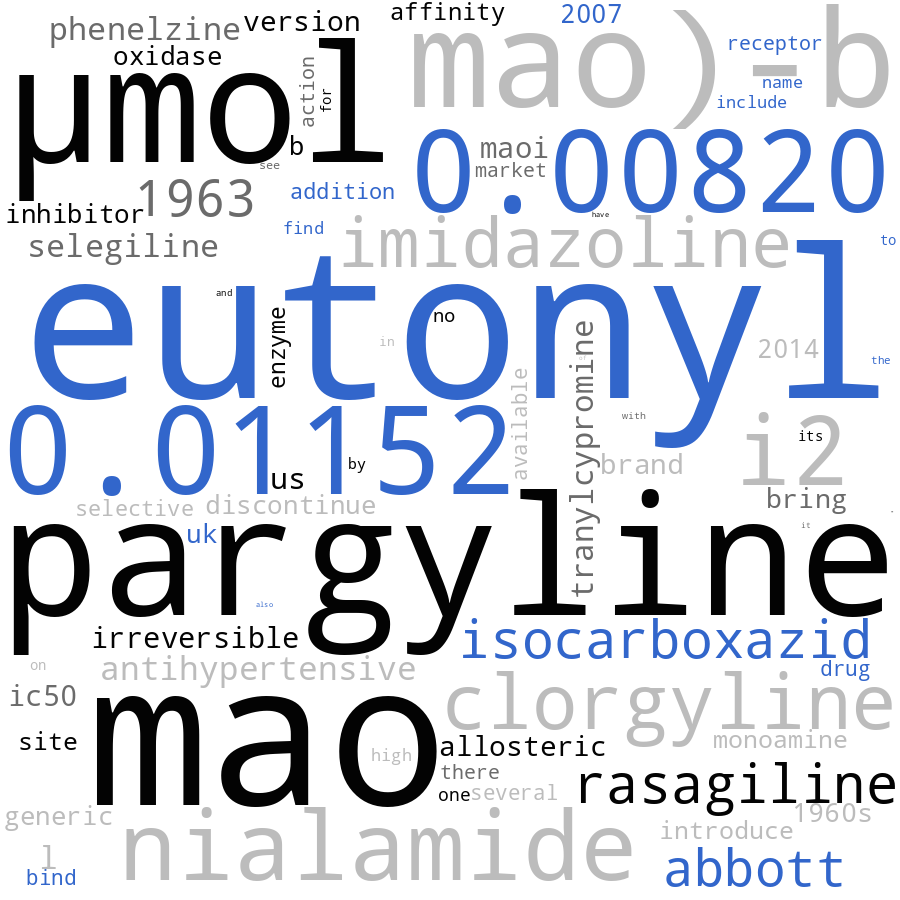 affinity
2007
phenelzine
version
oxidase
µmol
action
for
mao)-b
receptor
name
include
see
b
maoi
market
0.00820
inhibitor
1963
addition
find
have
selegiline
imidazoline
to
eutonyl
and
enzyme
no
in
tranylcypromine
2014
the
0.01152
us
by
available
with
brand
i2
its
selective
discontinue
bring
uk
it
pargyline
also
irreversible
isocarboxazid
on
antihypertensive
drug
ic50
clorgyline
site
mao
high
allosteric
monoamine
there
one
several
rasagiline
generic
1960s
l
bind
nialamide
introduce
abbott